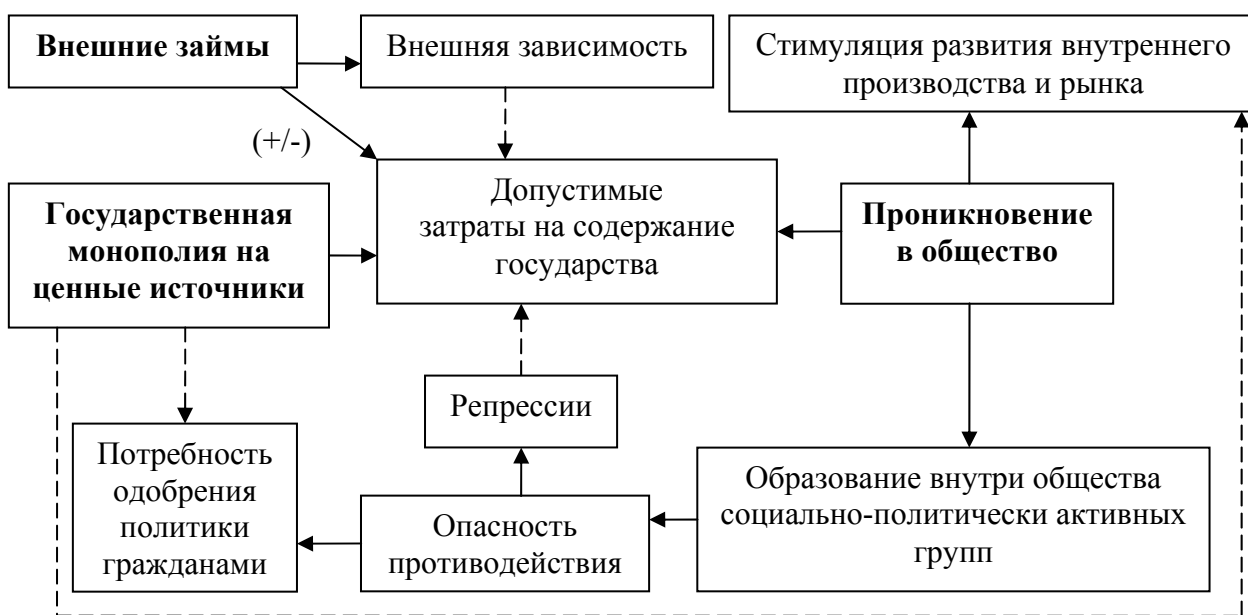 Внешние займы
Внешняя зависимость
Стимуляция развития внутреннего
производства и рынка
(+/-)
Государственная
монополия на
ценные источники
Допустимые
затраты на содержание
государства
Проникновение
в общество
Репрессии
Потребность
одобрения
политики
гражданами
Опасность
противодействия
Образование внутри общества
социально-политически активных
групп